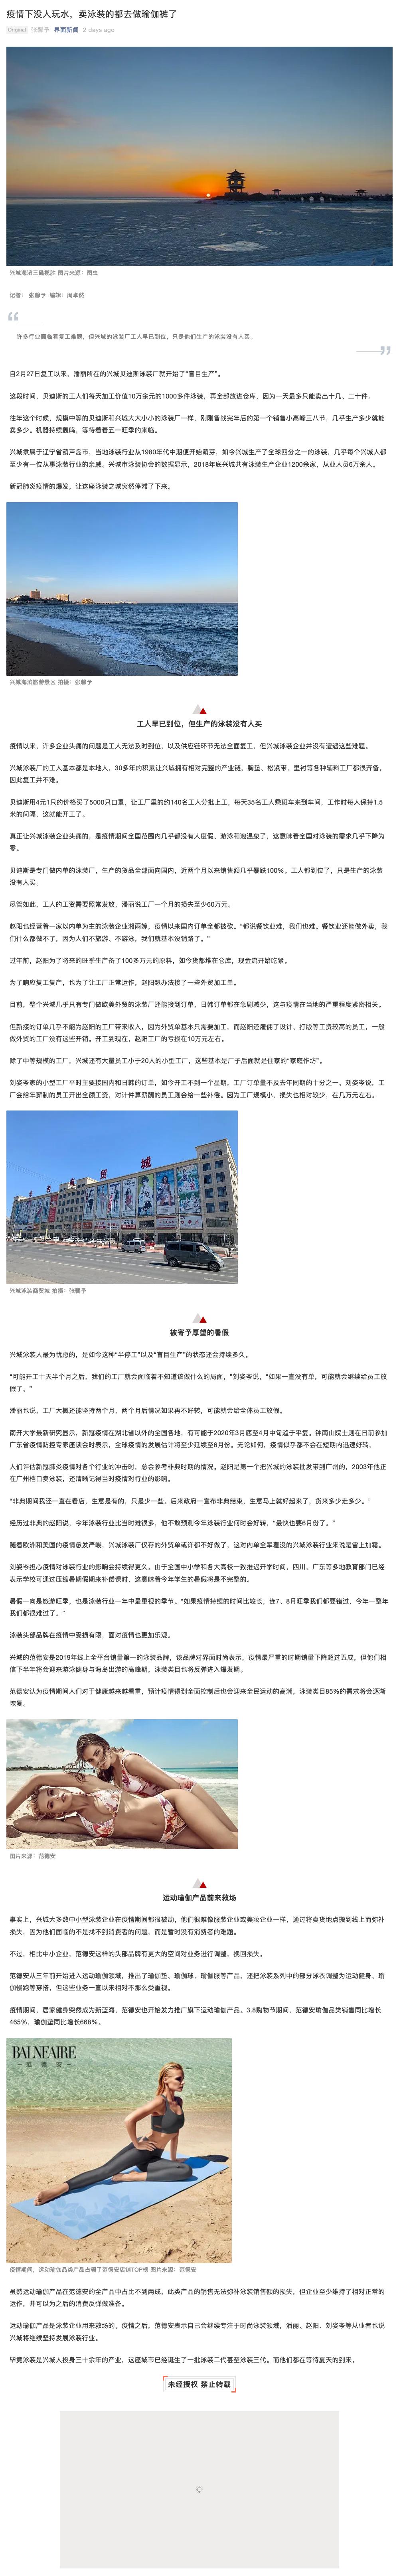 疫情下没人玩水，卖泳装的都去做瑜伽裤了
Original 张馨予 界面新闻 2 days ago
兴城海滨三礁揽胜 图片来源：图虫
记者： 张馨予 编辑：周卓然
许多行业面临着复工难题，但兴城的泳装厂工人早已到位，只是他们生产的泳装没有人买。
自2月27日复工以来，潘丽所在的兴城贝迪斯泳装厂就开始了“盲目生产”。
这段时间，贝迪斯的工人们每天加工价值10万余元的1000多件泳装，再全部放进仓库，因为一天最多只能卖出十几、二十件。
往年这个时候，规模中等的贝迪斯和兴城大大小小的泳装厂一样，刚刚备战完年后的第一个销售小高峰三八节，几乎生产多少就能
卖多少。机器持续轰鸣，等待着看五一旺季的来临。
兴城隶属于辽宁省葫芦岛市，当地泳装行业从1980年代中期便开始萌芽，如今兴城生产了全球四分之一的泳装，几乎每个兴城人都
至少有一位从事泳装行业的亲戚。兴城市泳装协会的数据显示，2018年底兴城共有泳装生产企业1200余家，从业人员6万余人。
新冠肺炎疫情的爆发，让这座泳装之城突然停滞了下来。
兴城海滨旅游景区 拍摄：张馨予
工人早已到位，但生产的泳装没有人买
疫情以来，许多企业头痛的问题是工人无法及时到位，以及供应链环节无法全面复工，但兴城泳装企业并没有遭遇这些难题。
兴城泳装厂的工人基本都是本地人，30多年的积累让兴城拥有相对完整的产业链，胸垫、松紧带、里衬等各种辅料工厂都很齐备，
因此复工并不难。
贝迪斯用4元1只的价格买了5000只口罩，让工厂里的约140名工人分批上工，每天35名工人乘班车来到车间，工作时每人保持1.5
米的间隔，这就能开工了。
真正让兴城泳装企业头痛的，是疫情期间全国范围内几乎都没有人度假、游泳和泡温泉了，这意味着全国对泳装的需求几乎下降为
零。
贝迪斯是专门做内单的泳装厂，生产的货品全部面向国内，近两个月以来销售额几乎暴跌100%。工人都到位了，只是生产的泳装
没有人买。
尽管如此，工人的工资需要照常发放，潘丽说工厂一个月的损失至少60万元。
赵阳也经营着一家以内单为主的泳装企业湘雨婷，疫情以来国内订单全部被砍。“都说餐饮业难，我们也难。餐饮业还能做外卖，我
们什么都做不了，因为人们不旅游、不游泳，我们就基本没销路了。”
过年前，赵阳为了将来的旺季生产备了100多万元的原料，如今货都堆在仓库，现金流开始吃紧。
为了响应复工复产，也为了让工厂正常运作，赵阳想办法接了一些外贸加工单。
目前，整个兴城几乎只有专门做欧美外贸的泳装厂还能接到订单，日韩订单都在急剧减少，这与疫情在当地的严重程度紧密相关。
但新接的订单几乎不能为赵阳的工厂带来收入，因为外贸单基本只需要加工，而赵阳还雇佣了设计、打版等工资较高的员工，一般
做外贸的工厂没有这些开销。开工到现在，赵阳工厂的亏损在10万元左右。
除了中等规模的工厂，兴城还有大量员工小于20人的小型工厂，这些基本是厂子后面就是住家的“家庭作坊”。
刘姿岑家的小型工厂平时主要接国内和日韩的订单，如今开工不到一个星期，工厂订单量不及去年同期的十分之一。刘姿岑说，工
厂会给年薪制的员工开出全额工资，对计件算薪酬的员工则在给一些补偿。因为工厂规模小，损失也相对较少，在几万元左右。
兴城泳装商贸城 拍摄：张馨予
被寄予厚望的暑假
兴城泳装人最为忧虑的，是如今这种“半停工”以及“盲目生产”的状态还会持续多久。
“可能开工十天半个月之后，我们的工厂就会面临着不知道该做什么的局面，”刘姿岑说，“如果一直没有单，可能就会继续给员工放
假了。”
潘丽也说，工厂大概还能坚持两个月，两个月后情况如果再不好转，可能就会给全体员工放假。
南开大学最新研究显示，新冠疫情在湖北省以外的全国各地，有可能于2020年3月底至4月中旬趋于平复。钟南山院士则在日前参加
广东省疫情防控专家座谈会时表示，全球疫情的发展估计将至少延续至6月份。无论如何，疫情似乎都不会在短期内迅速好转，
人们评估新冠肺炎疫情对各个行业的冲击时，总会参考非典时期的情况。赵阳是第一个把兴城的泳装批发带到广州的，2003年他正
在广州档口卖泳装，还清晰记得当时疫情对行业的影响。
“非典期间我还一直在看店，生意是有的，只是少一些。后来政府一宣布非典结束，生意马上就好起来了，货来多少走多少。”
经历过非典的赵阳说，今年泳装行业比当时难很多，他不敢预测今年泳装行业何时会好转，“最快也要6月份了。”
随着欧洲和美国的疫情愈发严峻，兴城泳装厂仅存的外贸单或许都不好做了，这对内单全军覆没的兴城泳装行业来说是雪上加霜。
刘姿岑担心疫情对泳装行业的影响会持续得更久。由于全国中小学和各大高校一致推迟开学时间，四川、广东等多地教育部门已经
表示学校可通过压缩暑期假期来补偿课时，这意味着今年学生的暑假将是不完整的。
暑假一向是旅游旺季，也是泳装行业一年中最重视的季节。“如果疫情持续的时间比较长，连7、8月旺季我们都要错过，今年一整年
我们都很难过了。”
泳装头部品牌在疫情中受损有限，面对疫情也更加乐观。
兴城的范德安是2019年线上全平台销量第一的泳装品牌，该品牌对界面时尚表示，疫情最严重的时期销量下降超过五成，但他们相
信下半年将会迎来游泳健身与海岛出游的高峰期，泳装类目也将反弹进入爆发期。
范德安认为疫情期间人们对于健康越来越看重，预计疫情得到全面控制后也会迎来全民运动的高潮，泳装类目85%的需求将会逐渐
恢复。
图片来源：范德安
运动瑜伽产品前来救场
事实上，兴城大多数中小型泳装企业在疫情期间都很被动，他们很难像服装企业或美妆企业一样，通过将卖货地点搬到线上而弥补
损失，因为他们面临的不是找不到消费者的问题，而是暂时没有消费者的难题。
不过，相比中小企业，范德安这样的头部品牌有更大的空间对业务进行调整，挽回损失。
范德安从三年前开始进入运动瑜伽领域，推出了瑜伽垫、瑜伽球、瑜伽服等产品，还把泳装系列中的部分泳衣调整为运动健身、瑜
伽慢跑等穿搭，但这些业务一直以来相对不那么受重视。
疫情期间，居家健身突然成为新蓝海，范德安也开始发力推广旗下运动瑜伽产品。3.8购物节期间，范德安瑜伽品类销售同比增长
465%，瑜伽垫同比增长668%。
BALNEAIRE
范德安
疫情期间，运动瑜伽品类产品占领了范德安店铺TOP榜 图片来源：范德安
虽然运动瑜伽产品在范德安的全产品中占比不到两成，此类产品的销售无法弥补泳装销售额的损失，但企业至少维持了相对正常的
运作，并可以为之后的消费反弹做准备。
运动瑜伽产品是泳装企业用来救场的。疫情之后，范德安表示自己会继续专注于时尚泳装领域，潘丽、赵阳、刘姿岑等从业者也说
兴城将继续坚持发展泳装行业。
毕竟泳装是兴城人投身三十余年的产业，这座城市已经诞生了一批泳装二代甚至泳装三代。而他们都在等待夏天的到来。
未经授权 禁止转载